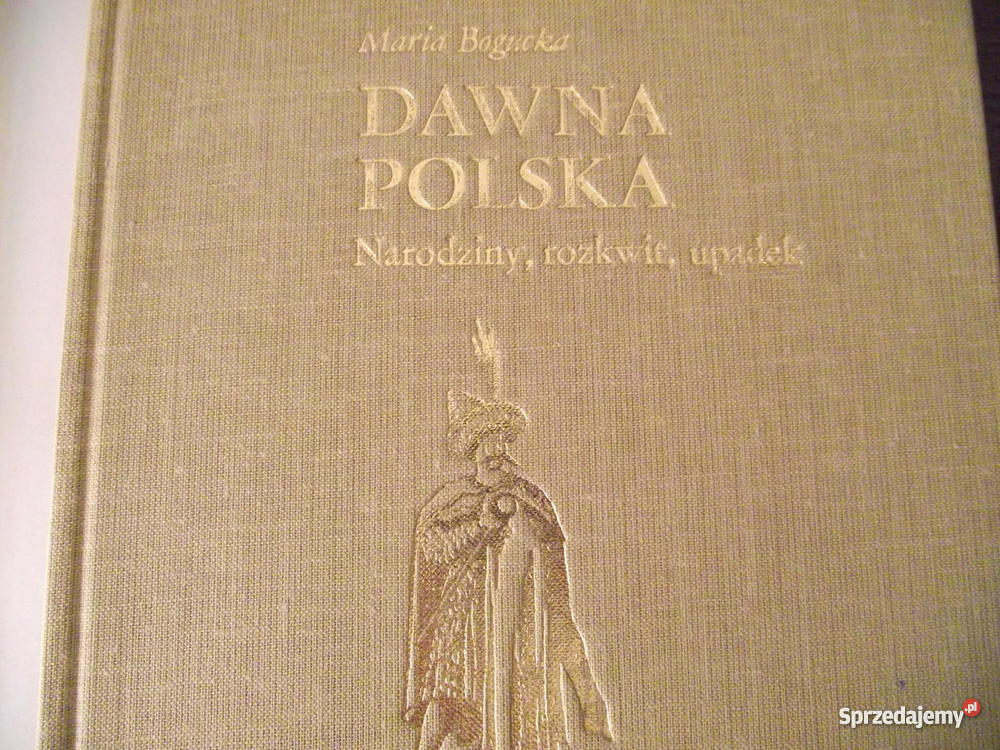 Maria Bogucka
DAWNA
POLSKA
Narodziny, rozkwit, upadek
Sprzedajemy.pl